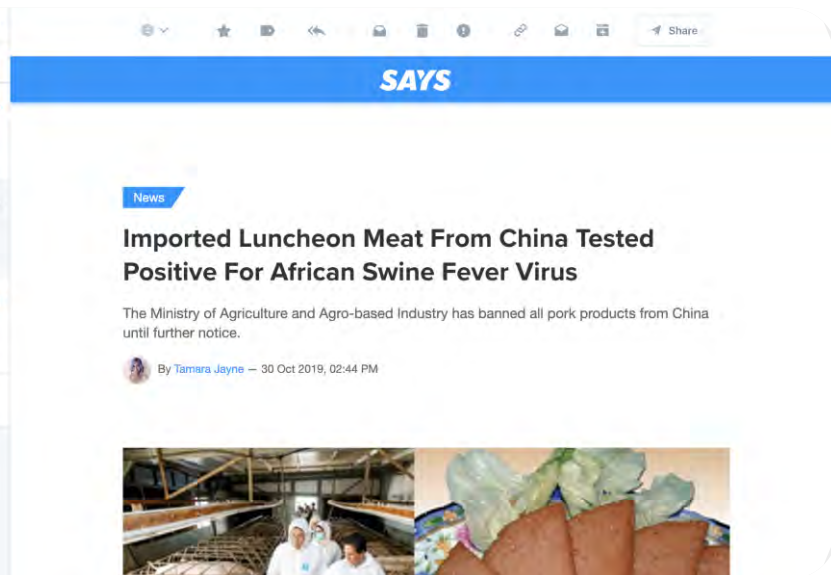 Share
SAYS
News
Imported Luncheon Meat From China Tested
Positive For African Swine Fever Virus
The Ministry of Agriculture and Agro-based Industry has banned all pork products from China
until further notice.
By Tamara Jayne — 30 Oct 2019, 02:44 PM